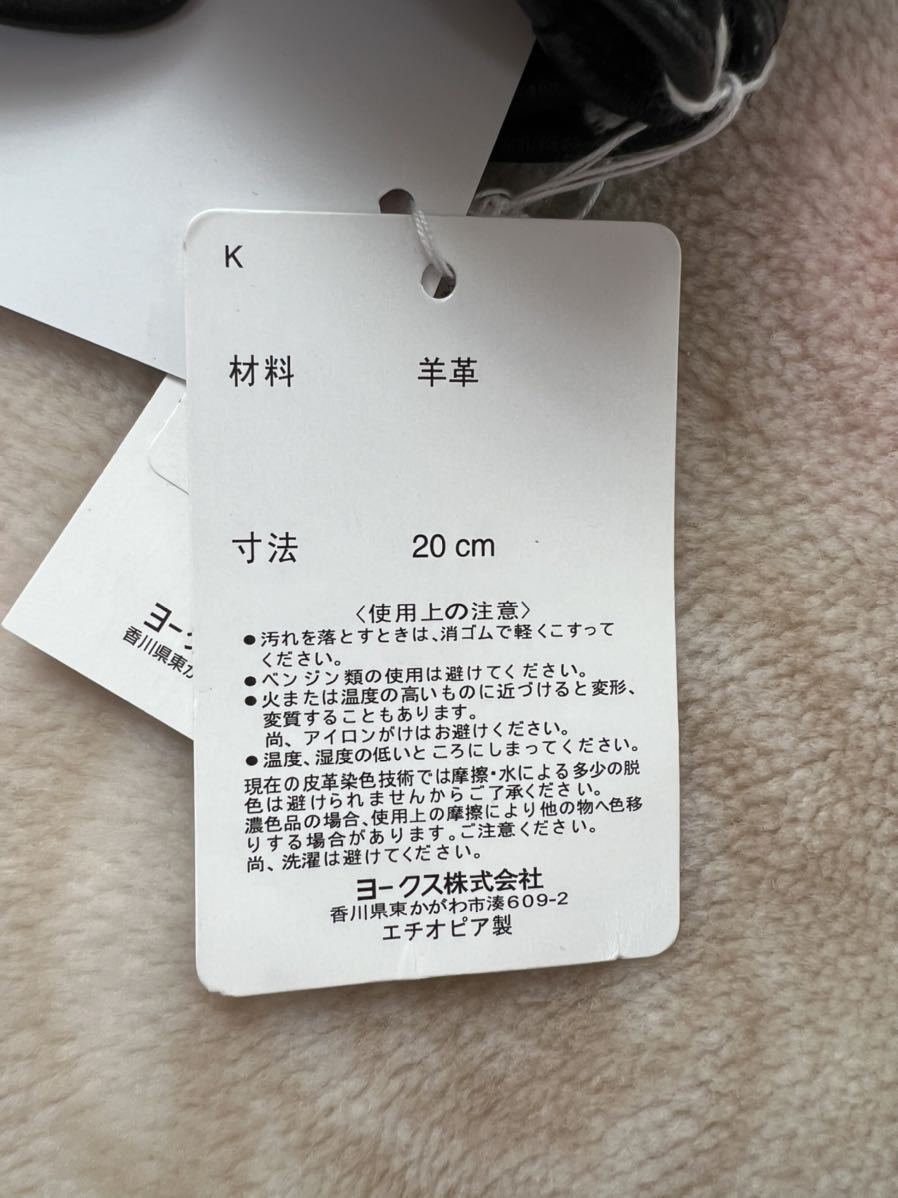 K
材料 羊革
寸法 20 cm
〈使用上の注意〉
●汚れを落とすときは、消ゴムで軽くこすって
ください。
●ベンジン類の使用は避けてください。
●火または温度の高いものに近づけると変形、
変質することもあります。
尚、アイロンがけはお避けください。
●温度、湿度の低いところにしまってください。
現在の皮革染色技術では摩擦・水による多少の脱
色は避けられませんからご了承ください。
濃色品の場合、使用上の摩擦により他の物へ色移
りする場合があります。ご注意ください。
尚、洗濯は避けてください。
ヨークス株式会社
香川県東かがわ市湊609-2
エチオピア製
ヨー
香川県東か